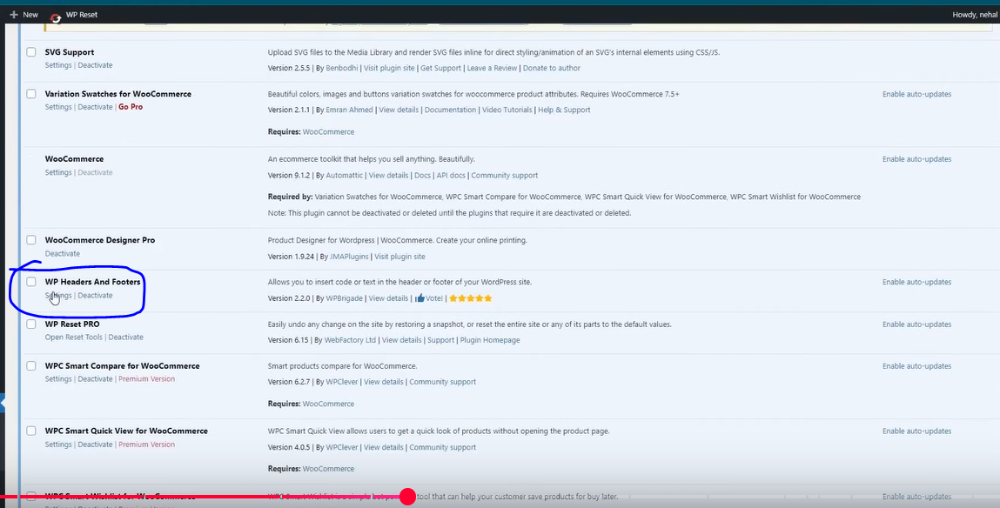 New WP Reset Howdy, nehal
SVG Support Upload SVG files to the Media Library and render SVG files inline for direct styling/animation of an SVG's internal elements using CSS/JS.
Settings | Deactivate Version 2.5.5 | By Benbodhi | Visit plugin site | Get Support | Leave a Review | Donate to author
Variation Swatches for WooCommerce Beautiful colors, images and buttons variation swatches for woocommerce product attributes. Requires WooCommerce 7.5+ Enable auto-updates
Settings | Deactivate | Go Pro Version 2.1.1 | By Emran Ahmed | View details | Documentation | Video Tutorials | Help & Support
Requires: WooCommerce
WooCommerce An ecommerce toolkit that helps you sell anything. Beautifully. Enable auto-updates
Settings | Deactivate Version 9.1.2 | By Automattic | View details | Docs | API docs | Community support
Required by: Variation Swatches for WooCommerce, WPC Smart Compare for WooCommerce, WPC Smart Quick View for WooCommerce, WPC Smart Wishlist for WooCommerce
Note: This plugin cannot be deactivated or deleted until the plugins that require it are deactivated or deleted.
WooCommerce Designer Pro Product Designer for Wordpress | WooCommerce. Create your online printing.
Deactivate Version 1.9.24 | By JMAPlugins | Visit plugin site
WP Headers And Footers Allows you to insert code or text in the header or footer of your WordPress site. Enable auto-updates
Settings | Deactivate Version 2.2.0 | By WPBrigade | View details | Vote! |
WP Reset PRO Easily undo any change on the site by restoring a snapshot, or reset the entire site or any of its parts to the default values. Enable auto-updates
Open Reset Tools | Deactivate Version 6.15 | By WebFactory Ltd | View details | Support | Plugin Homepage
WPC Smart Compare for WooCommerce Smart products compare for WooCommerce. Enable auto-updates
Settings | Deactivate | Premium Version Version 6.2.7 | By WPClever | View details | Community support
Requires: WooCommerce
WPC Smart Quick View for WooCommerce WPC Smart Quick View allows users to get a quick look of products without opening the product page. Enable auto-updates
Settings | Deactivate | Premium Version Version 4.0.5 | By WPClever | View details | Community support
Requires: WooCommerce
WPC Smart Wishlist for WooCommerce WPC Smart Wishlist is a simple but tool that can help your customer save products for buy later.